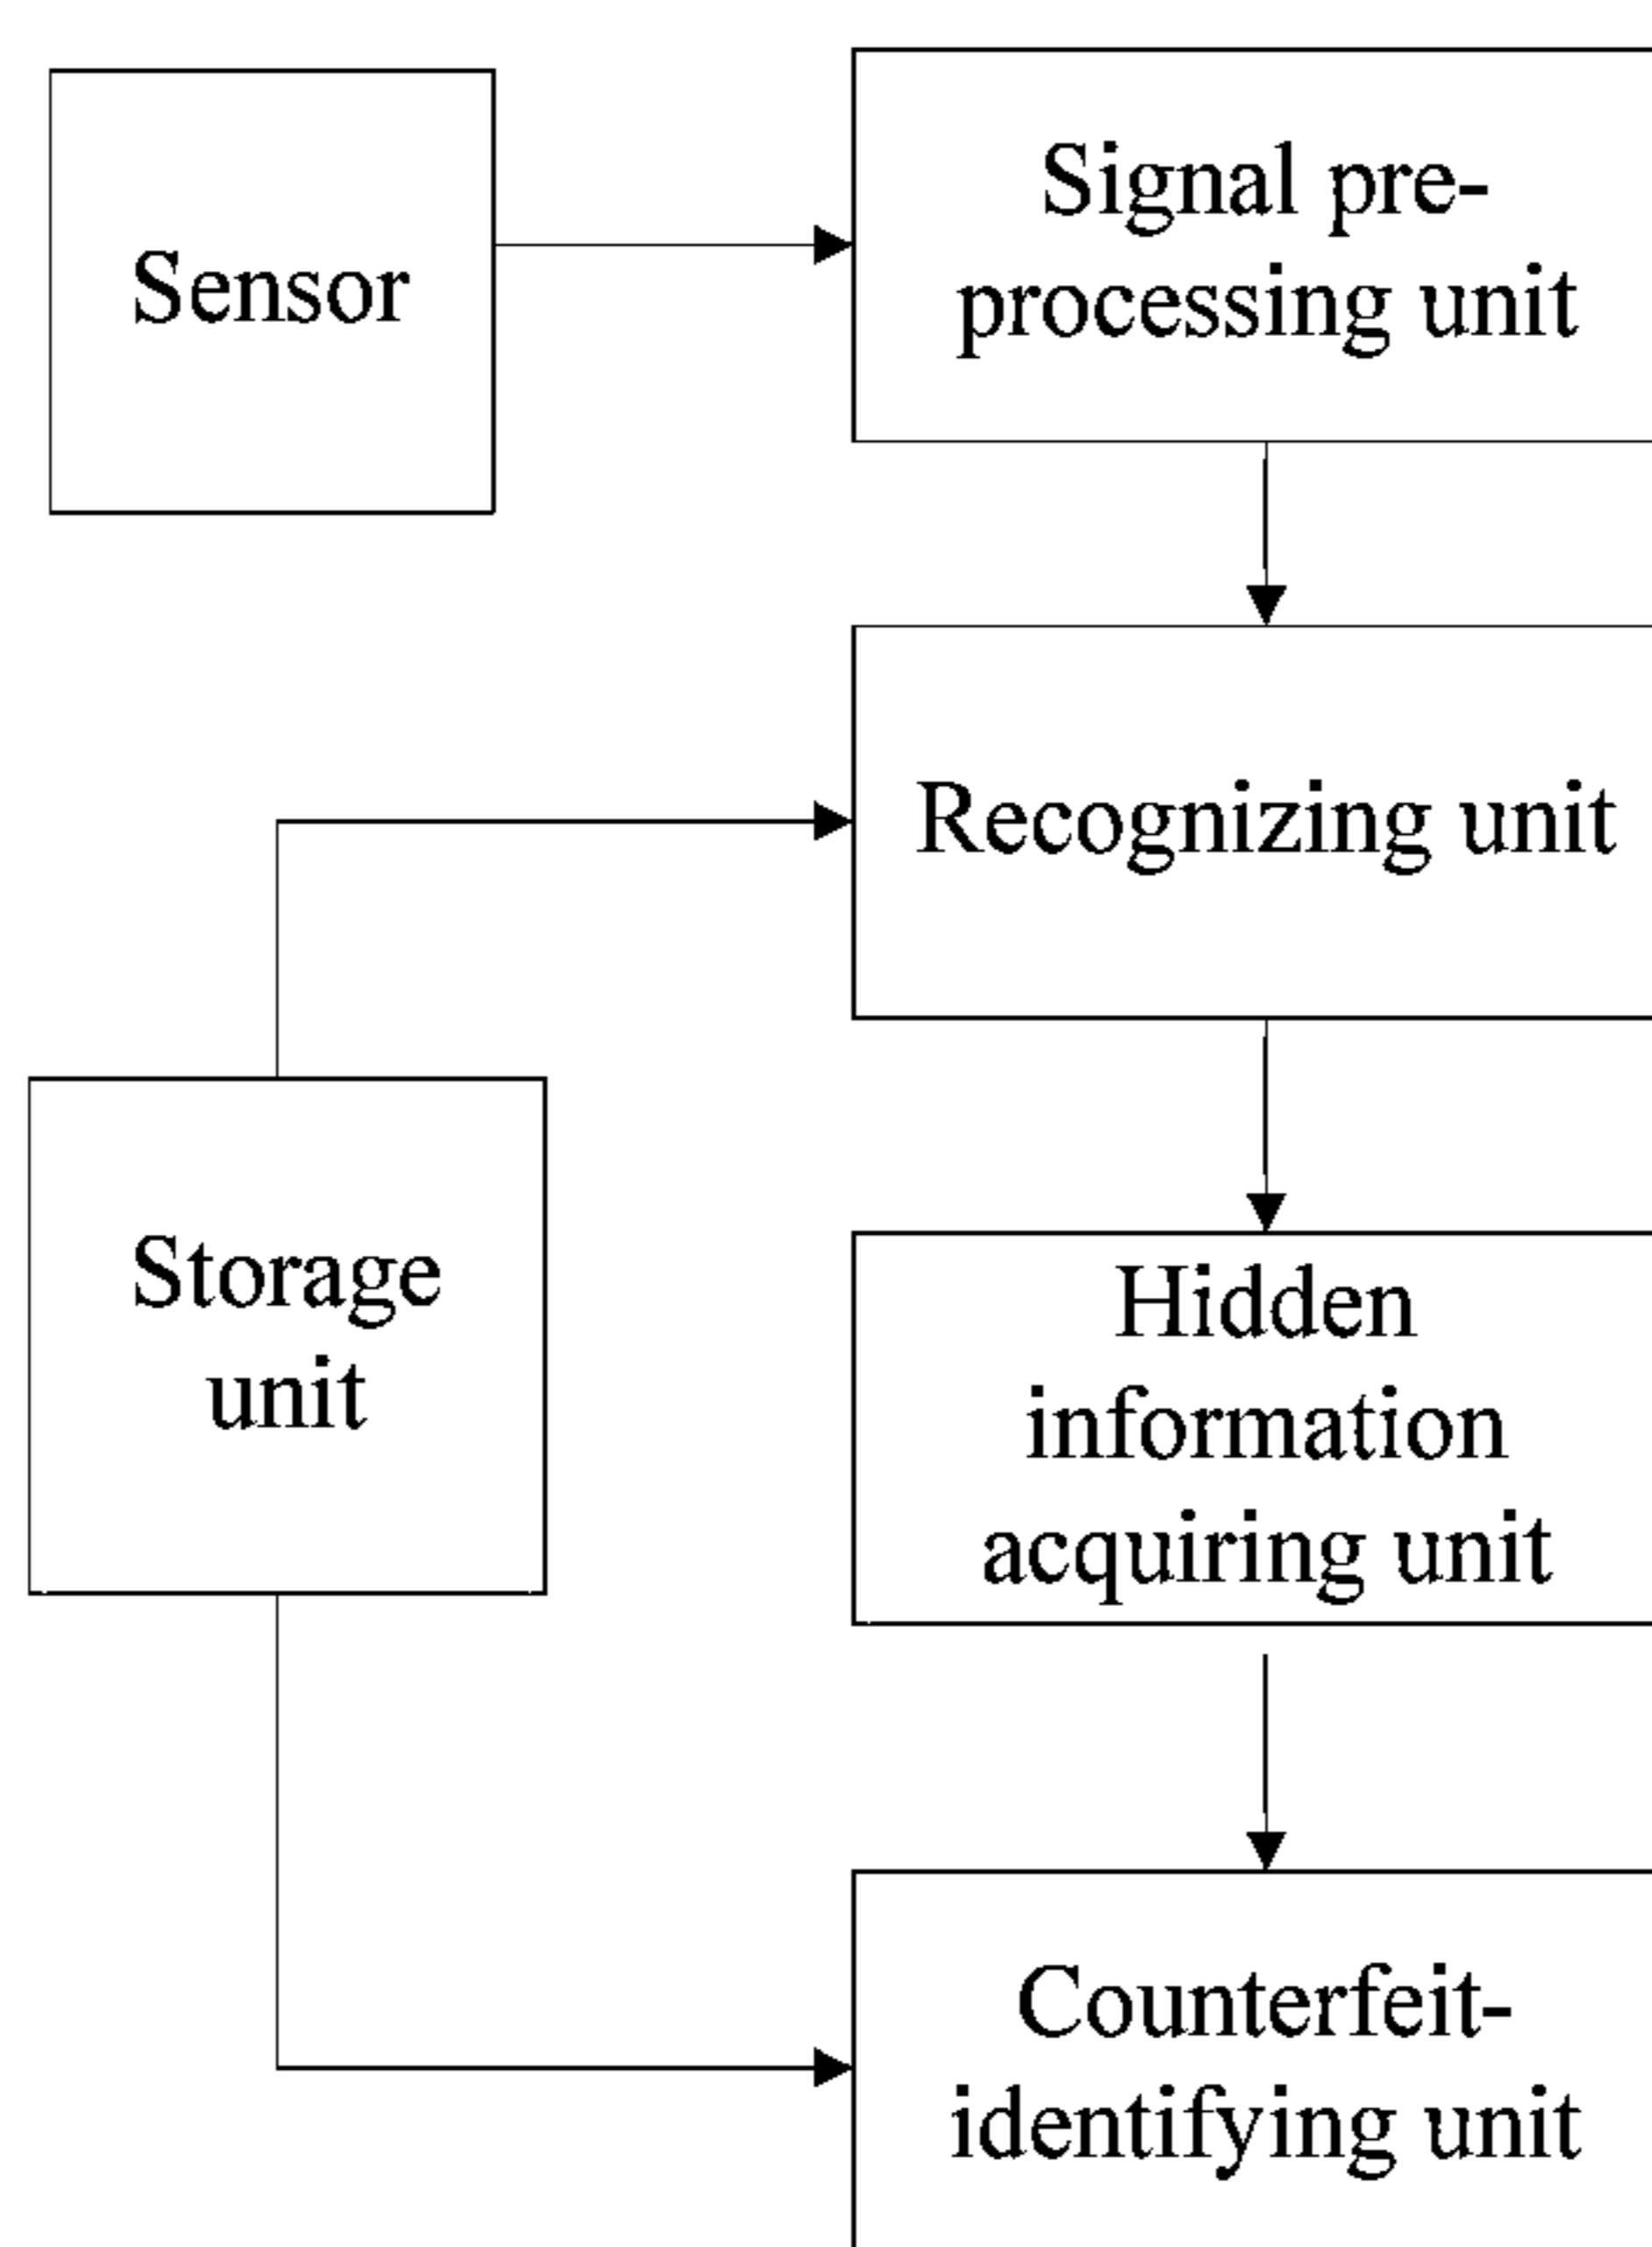 Sensor
Signal pre-
processing unit
Recognizing unit
Storage
unit
Hidden
information
acquiring unit
Counterfeit-
identifying unit